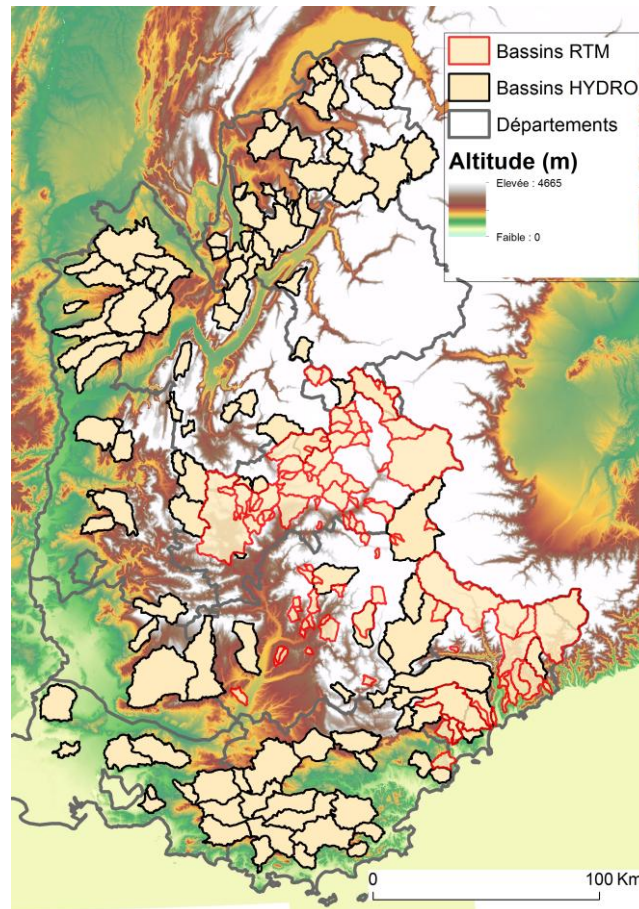 Bassins RTM
Bassins HYDRO
Départements
Altitude (m)
Elevée : 4665
Faible : 0
0
100 Km